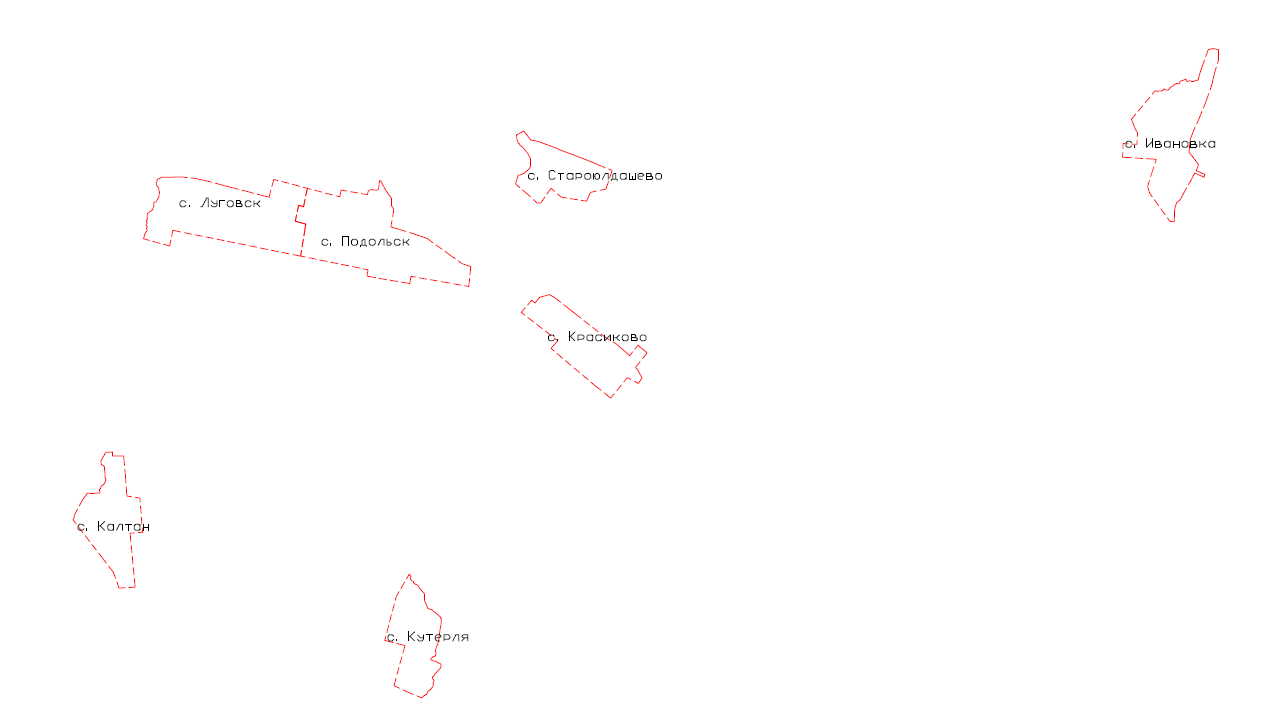 с. Ивановка
с. Староюлдашево
с. Луговск
с. Подольск
с. Красиково
с. Калтан
с. Кутерля